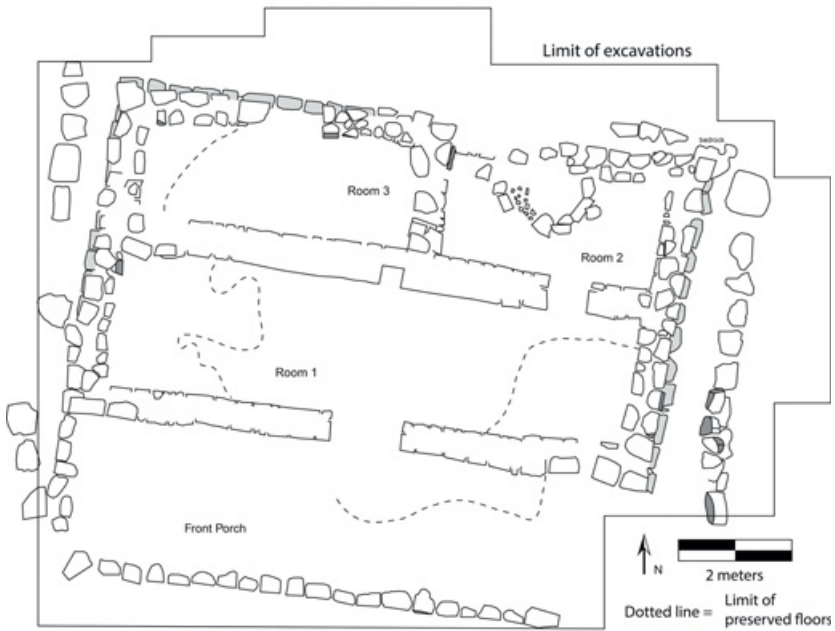 Limit of excavations
bedrock
Room 3
Room 2
Room 1
Front Porch
N
2 meters
Dotted line = Limit of
preserved floors